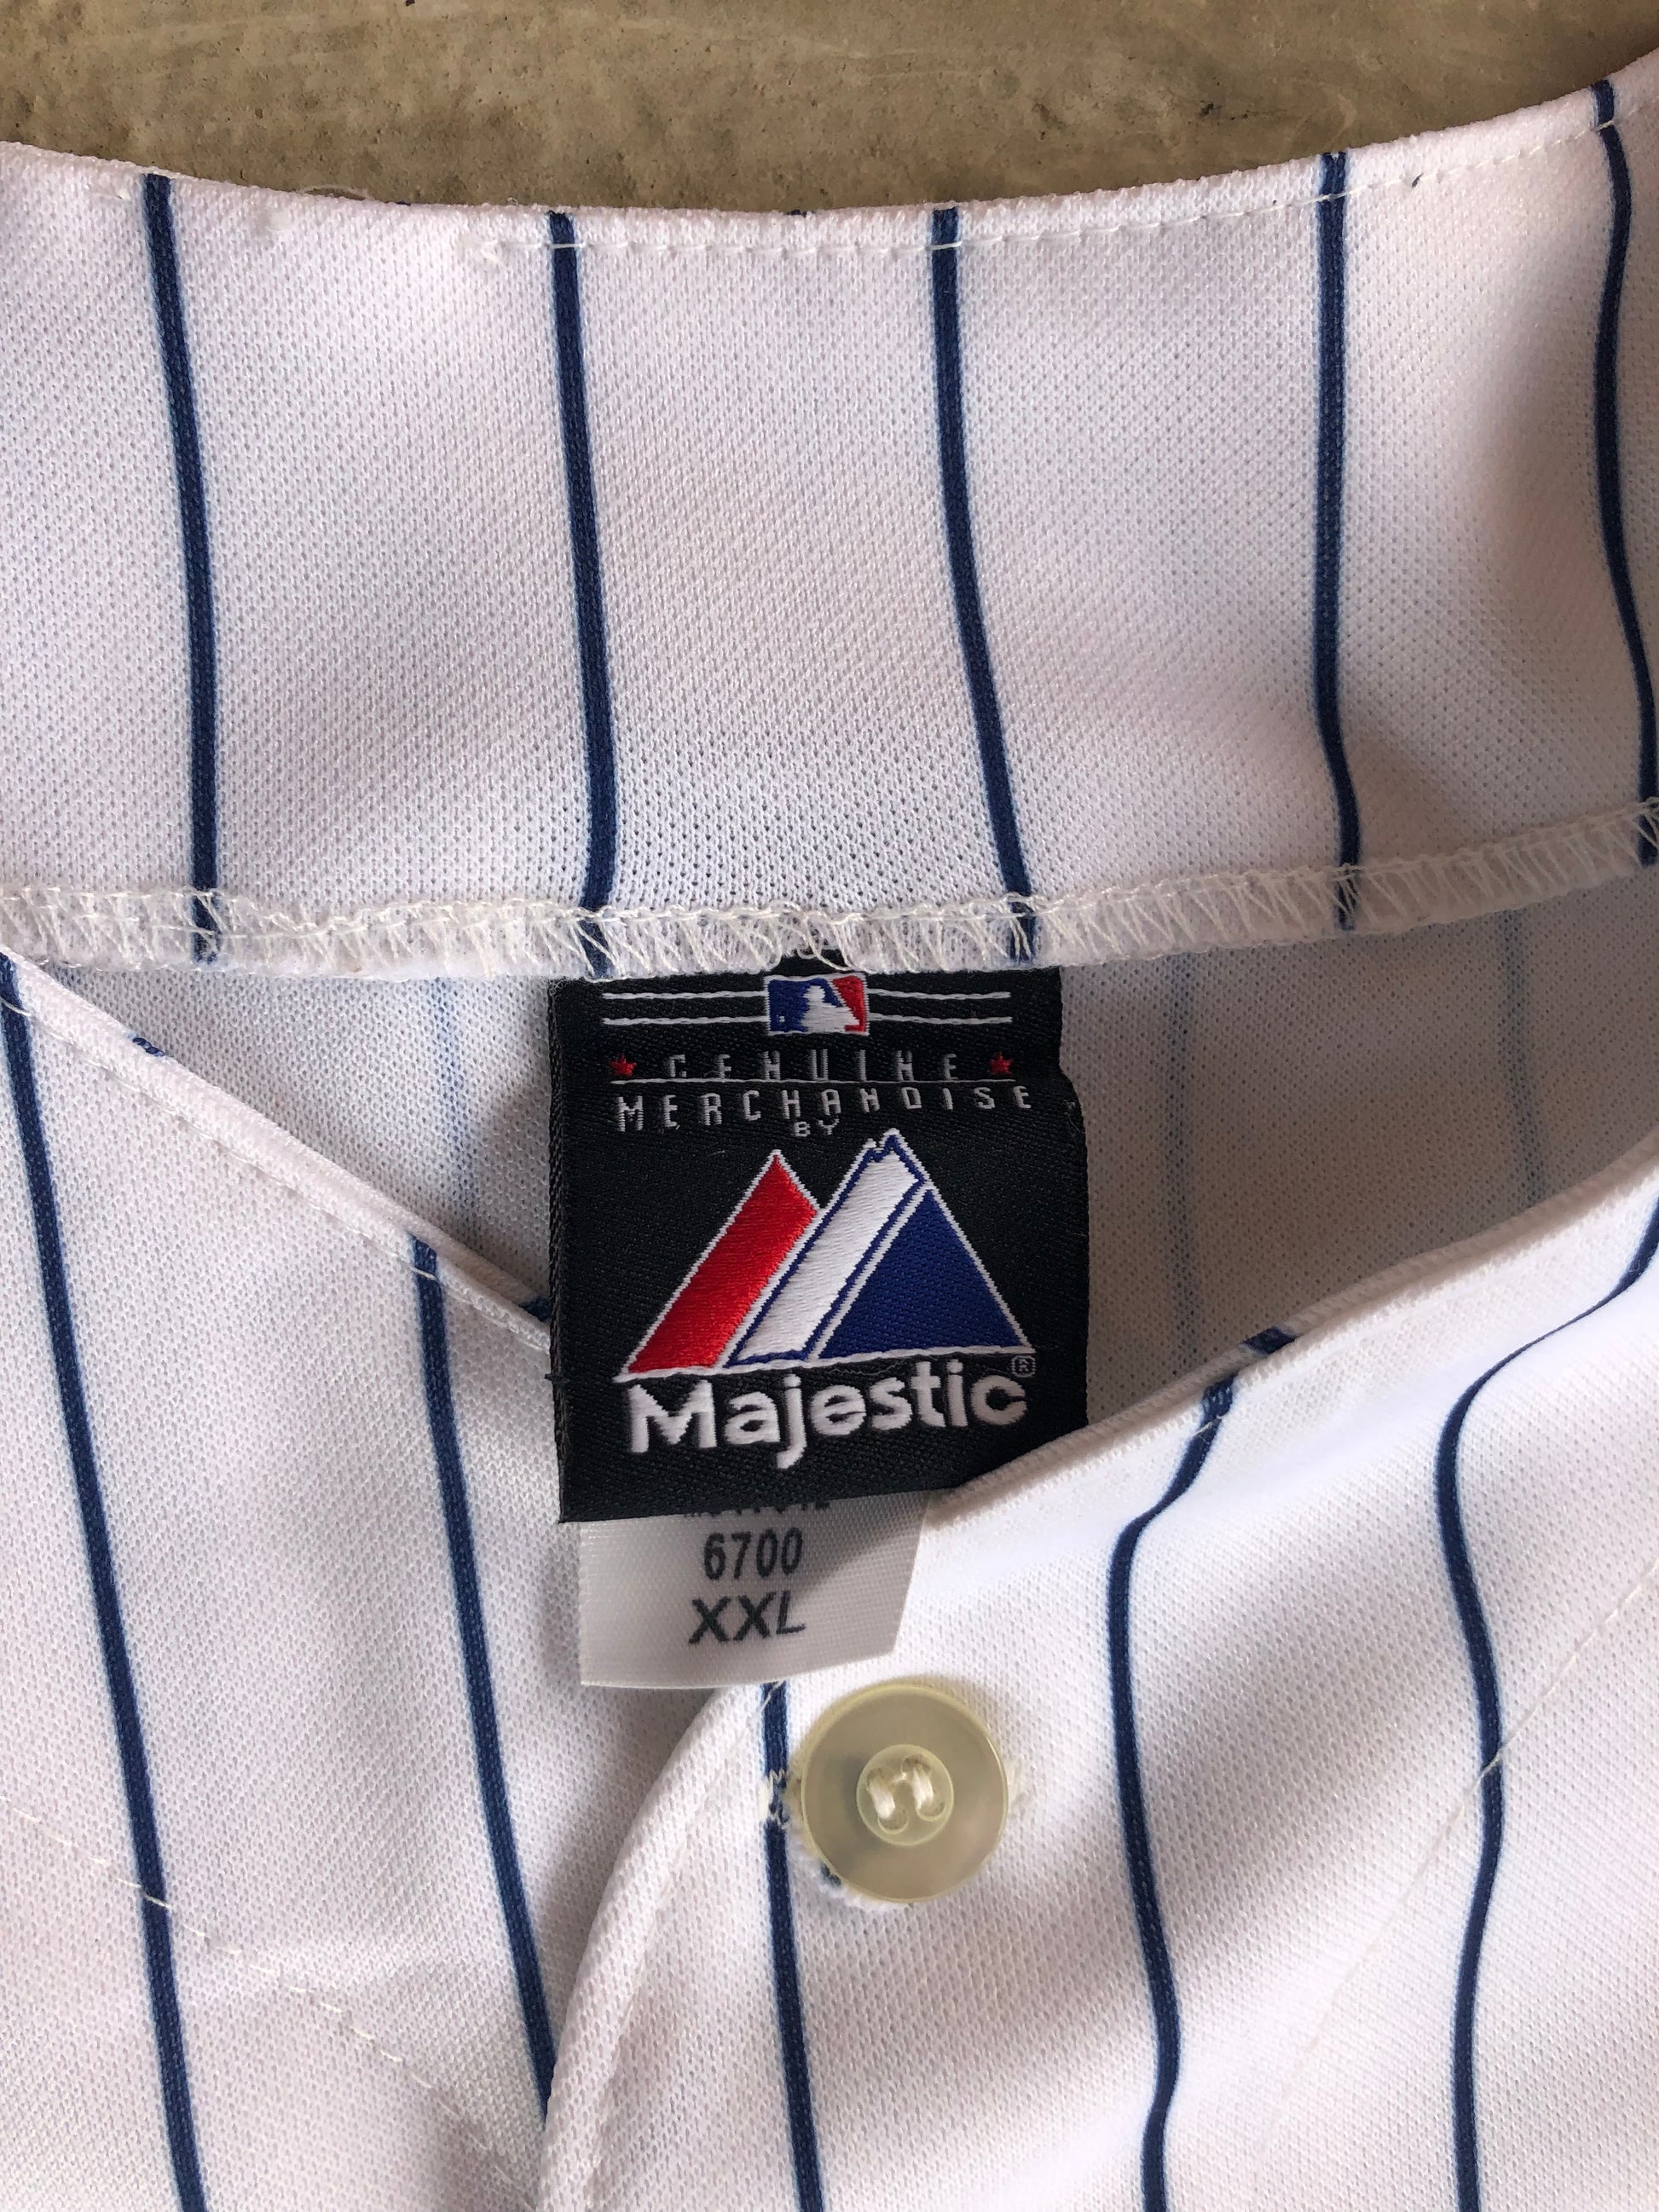 GENUINE
MERCHANDISE
BY
Majestic®
6700
XXL